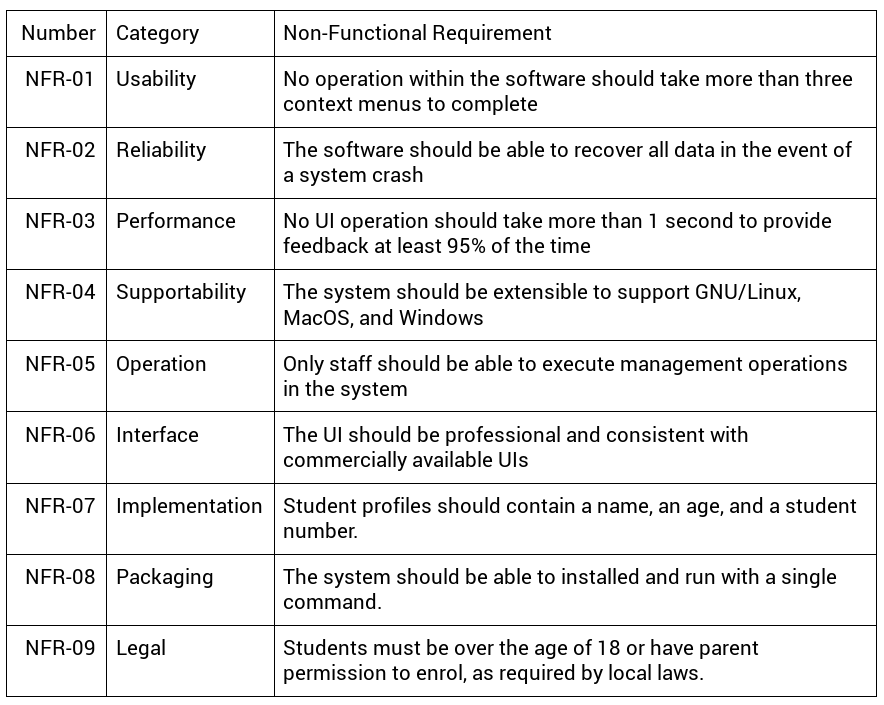 Number Category Non-Functional Requirement
NFR-01 Usability No operation within the software should take more than three
context menus to complete
NFR-02 Reliability The software should be able to recover all data in the event of
a system crash
NFR-03 Performance No UI operation should take more than 1 second to provide
feedback at least 95% of the time
NFR-04 Supportability The system should be extensible to support GNU/Linux,
MacOS, and Windows
NFR-05 Operation Only staff should be able to execute management operations
in the system
NFR-06 Interface The UI should be professional and consistent with
commercially available UIs
NFR-07 Implementation Student profiles should contain a name, an age, and a student
number.
NFR-08 Packaging The system should be able to installed and run with a single
command.
NFR-09 Legal Students must be over the age of 18 or have parent
permission to enrol, as required by local laws.